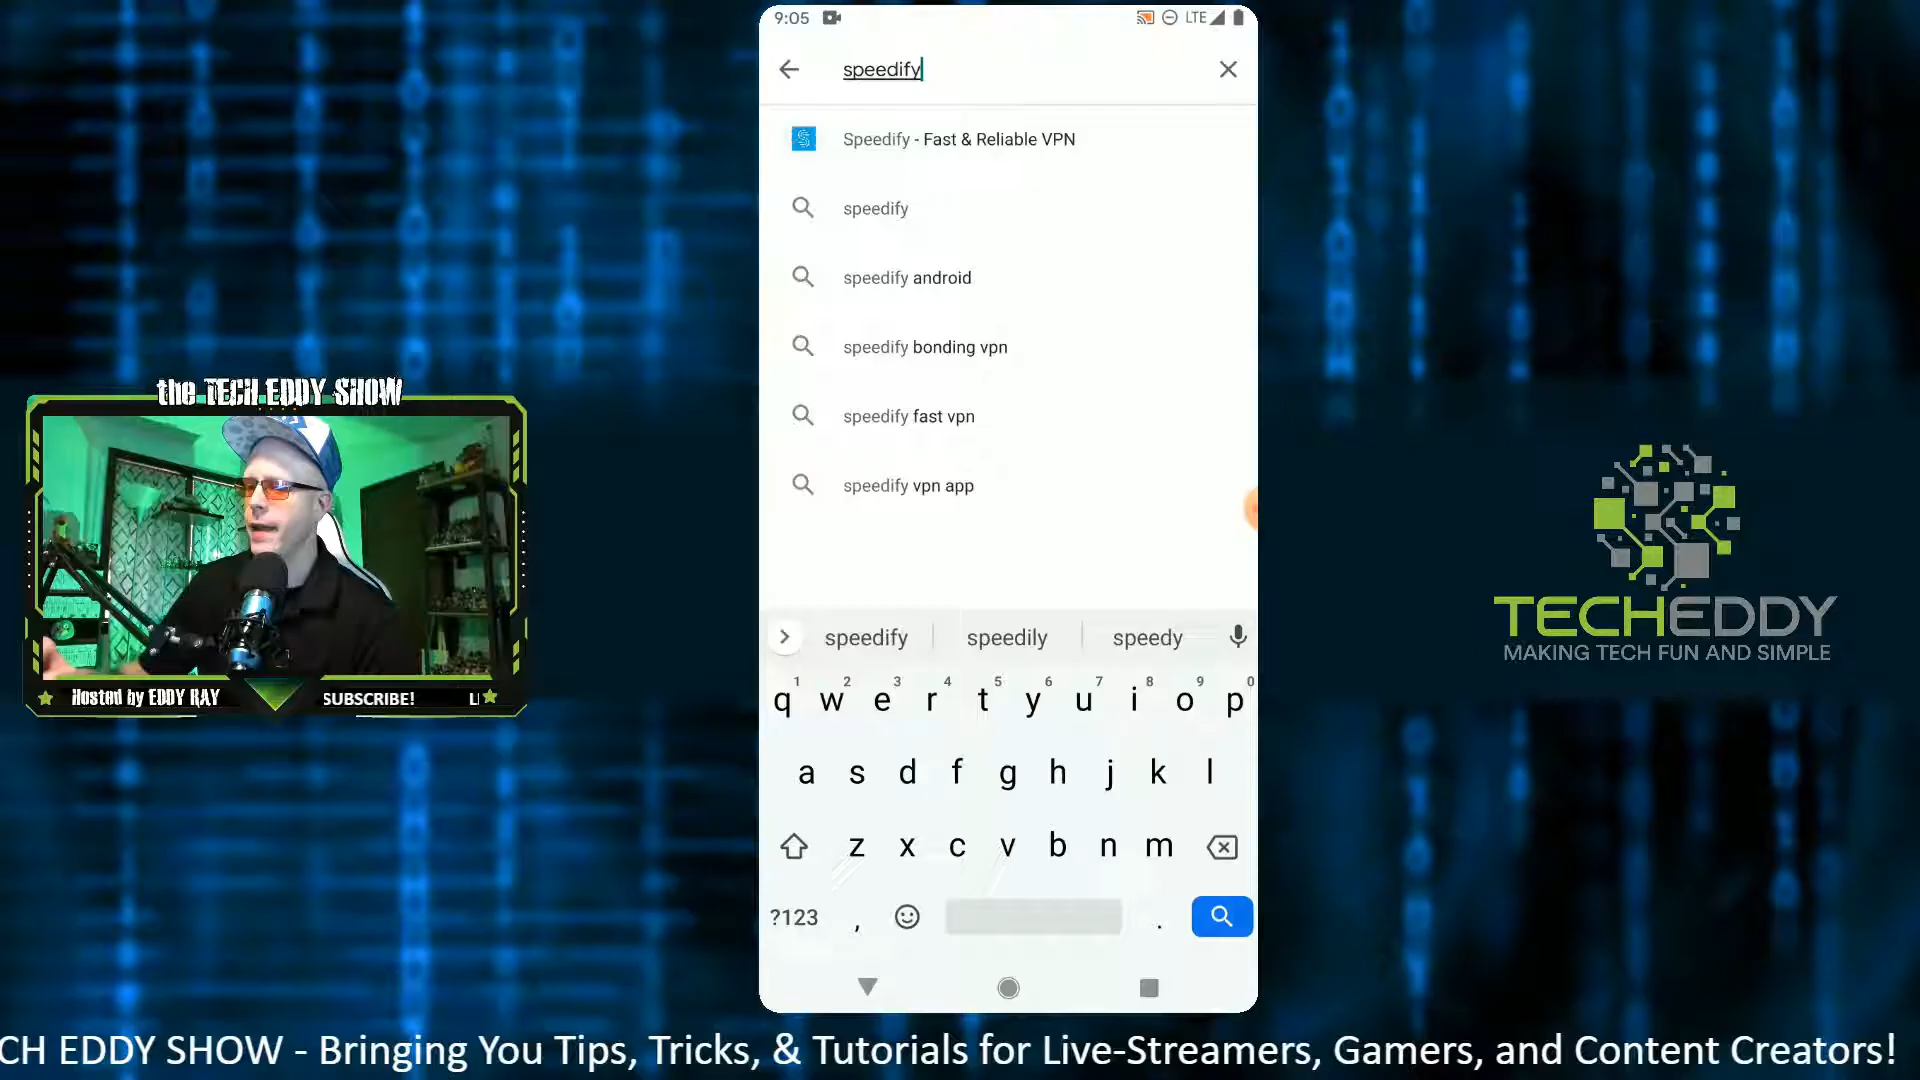 9:05
LTE
speedify
Speedify - Fast & Reliable VPN
speedify
speedify android
speedify bonding vpn
speedify fast vpn
speedify vpn app
the TECH EDDY SHOW
Hosted by EDDY RAY
SUBSCRIBE!
TECHEDDY
MAKING TECH FUN AND SIMPLE
speedify speedily speedy
1 2 3 4 5 6 7 8 9 0
q w e r t y u i o p
a s d f g h j k l
z x c v b n m
?123 , .
CH EDDY SHOW - Bringing You Tips, Tricks, & Tutorials for Live-Streamers, Gamers, and Content Creators!